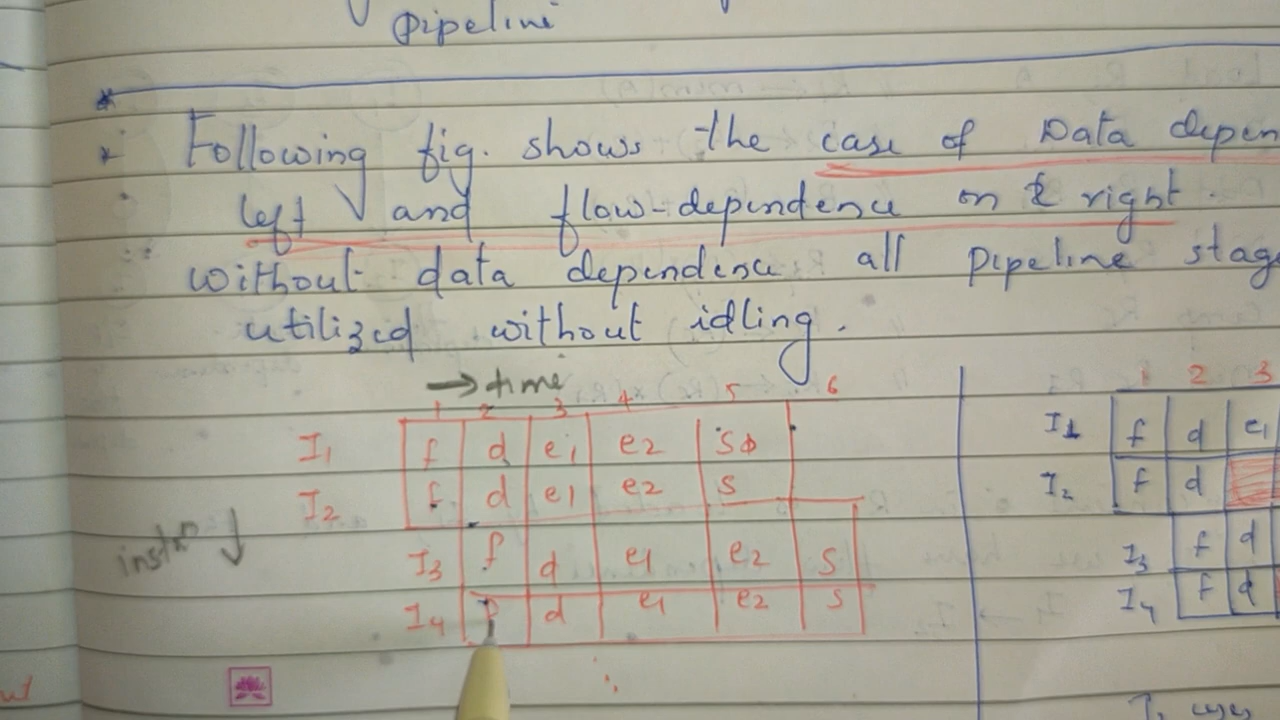 pipeline
* Following fig. shows the case of Data depen
left and flow-dependence on right.
without data dependence all pipeline stag
utilized without idling.
→ time
1 2 3 4 5 6
I1 f d e1 e2 s
I2 f d e1 e2 s
instrn ↓
I3 f d e1 e2 s
I4 f d e1 e2 s
1 2 3
I1 f d e1
I2 f d
I3 f d
I4 f d